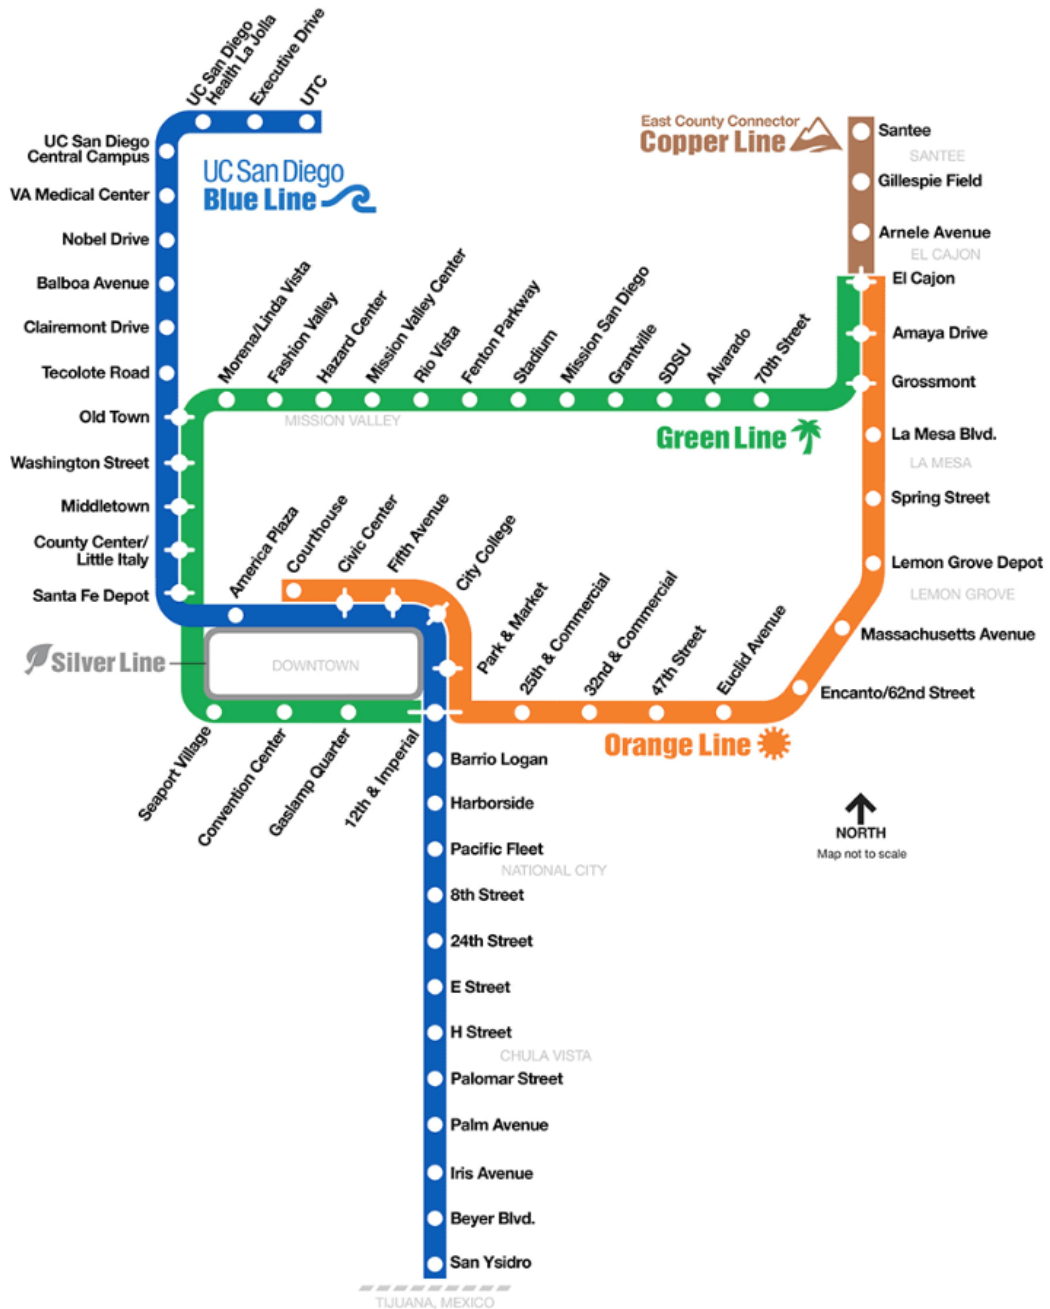 UC San Diego
Health La Jolla
Executive Drive
UTC
UC San Diego
Central Campus
VA Medical Center
Nobel Drive
Balboa Avenue
Clairemont Drive
Tecolote Road
Old Town
Washington Street
Middletown
County Center/
Little Italy
Santa Fe Depot
UC San Diego
Blue Line
East County Connector
Copper Line
Santee
SANTEE
Gillespie Field
Arnele Avenue
EL CAJON
El Cajon
Amaya Drive
Grossmont
La Mesa Blvd.
LA MESA
Spring Street
Lemon Grove Depot
LEMON GROVE
Massachusetts Avenue
Encanto/62nd Street
Morena/Linda Vista
Fashion Valley
Hazard Center
Mission Valley Center
Rio Vista
Fenton Parkway
Stadium
Mission San Diego
Grantville
SDSU
Alvarado
70th Street
MISSION VALLEY
Green Line
America Plaza
Courthouse
Civic Center
Fifth Avenue
City College
Park & Market
25th & Commercial
32nd & Commercial
47th Street
Euclid Avenue
Silver Line
DOWNTOWN
Orange Line
Seaport Village
Convention Center
Gaslamp Quarter
12th & Imperial
Barrio Logan
Harborside
Pacific Fleet
NATIONAL CITY
8th Street
24th Street
E Street
H Street
CHULA VISTA
Palomar Street
Palm Avenue
Iris Avenue
Beyer Blvd.
San Ysidro
TIJUANA, MEXICO
NORTH
Map not to scale